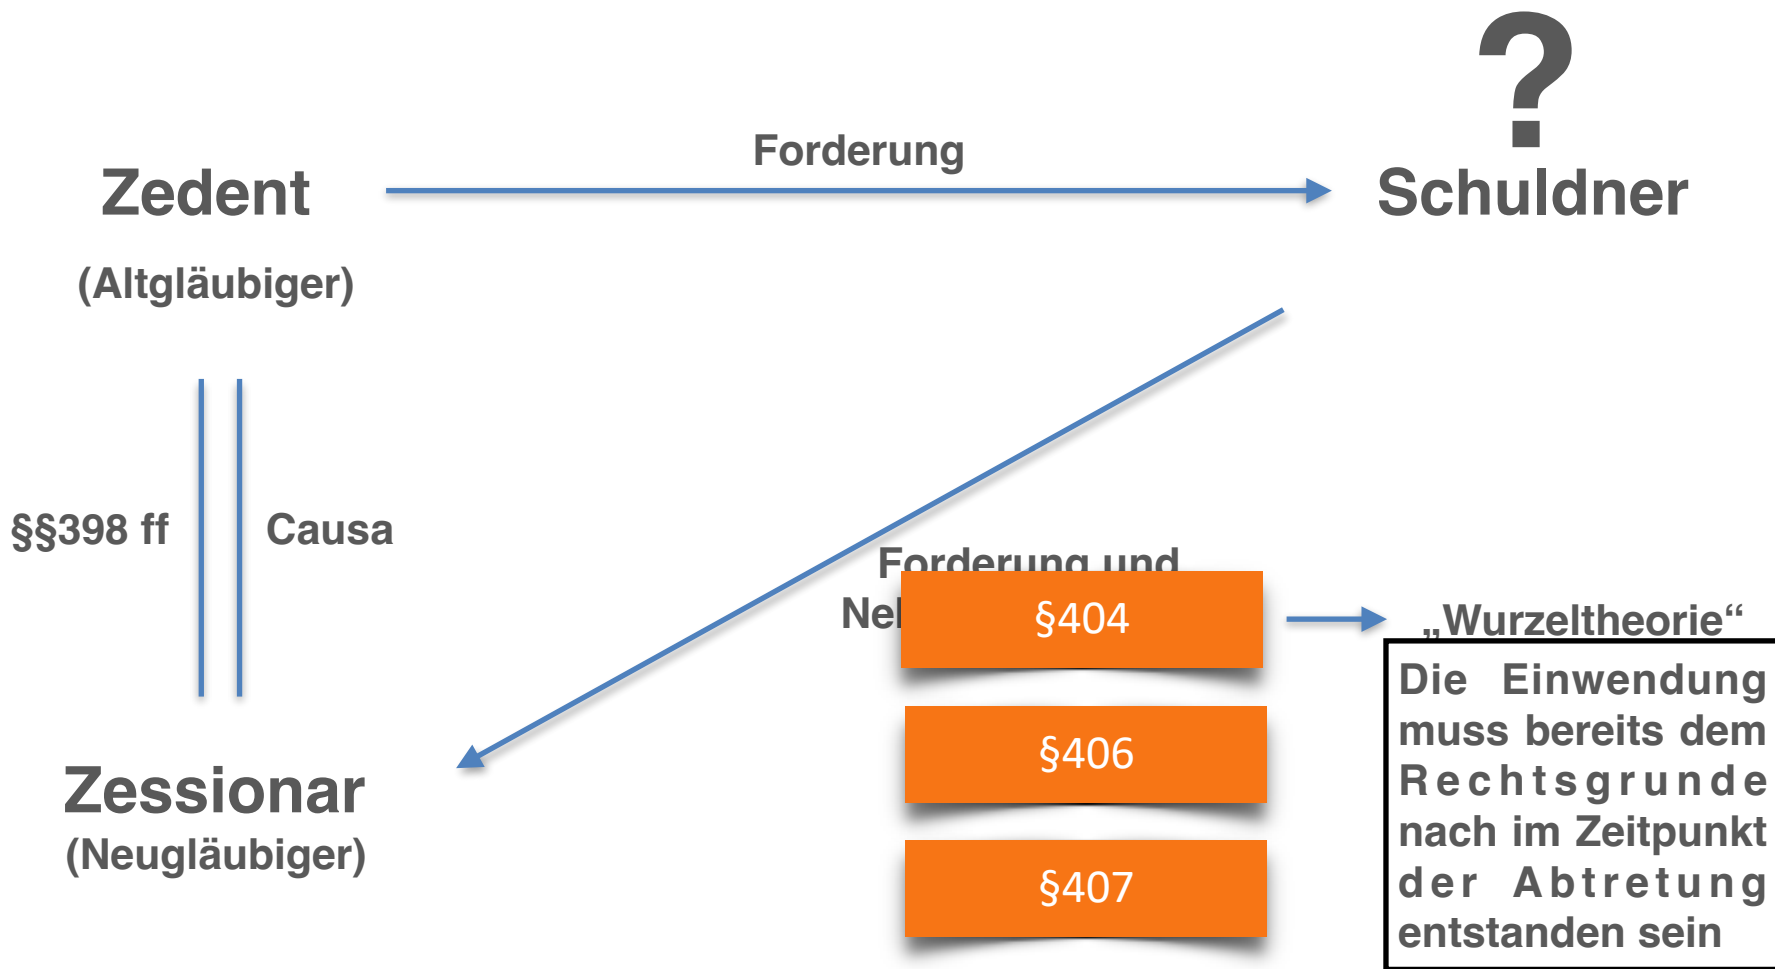 ?
Forderung
Zedent
Schuldner
(Altgläubiger)
§§398 ff
Causa
Forderung und
§404
„Wurzeltheorie“
§406
§407
Die Einwendung
muss bereits dem
Rechtsgrunde
nach im Zeitpunkt
der Abtretung
entstanden sein
Zessionar
(Neugläubiger)